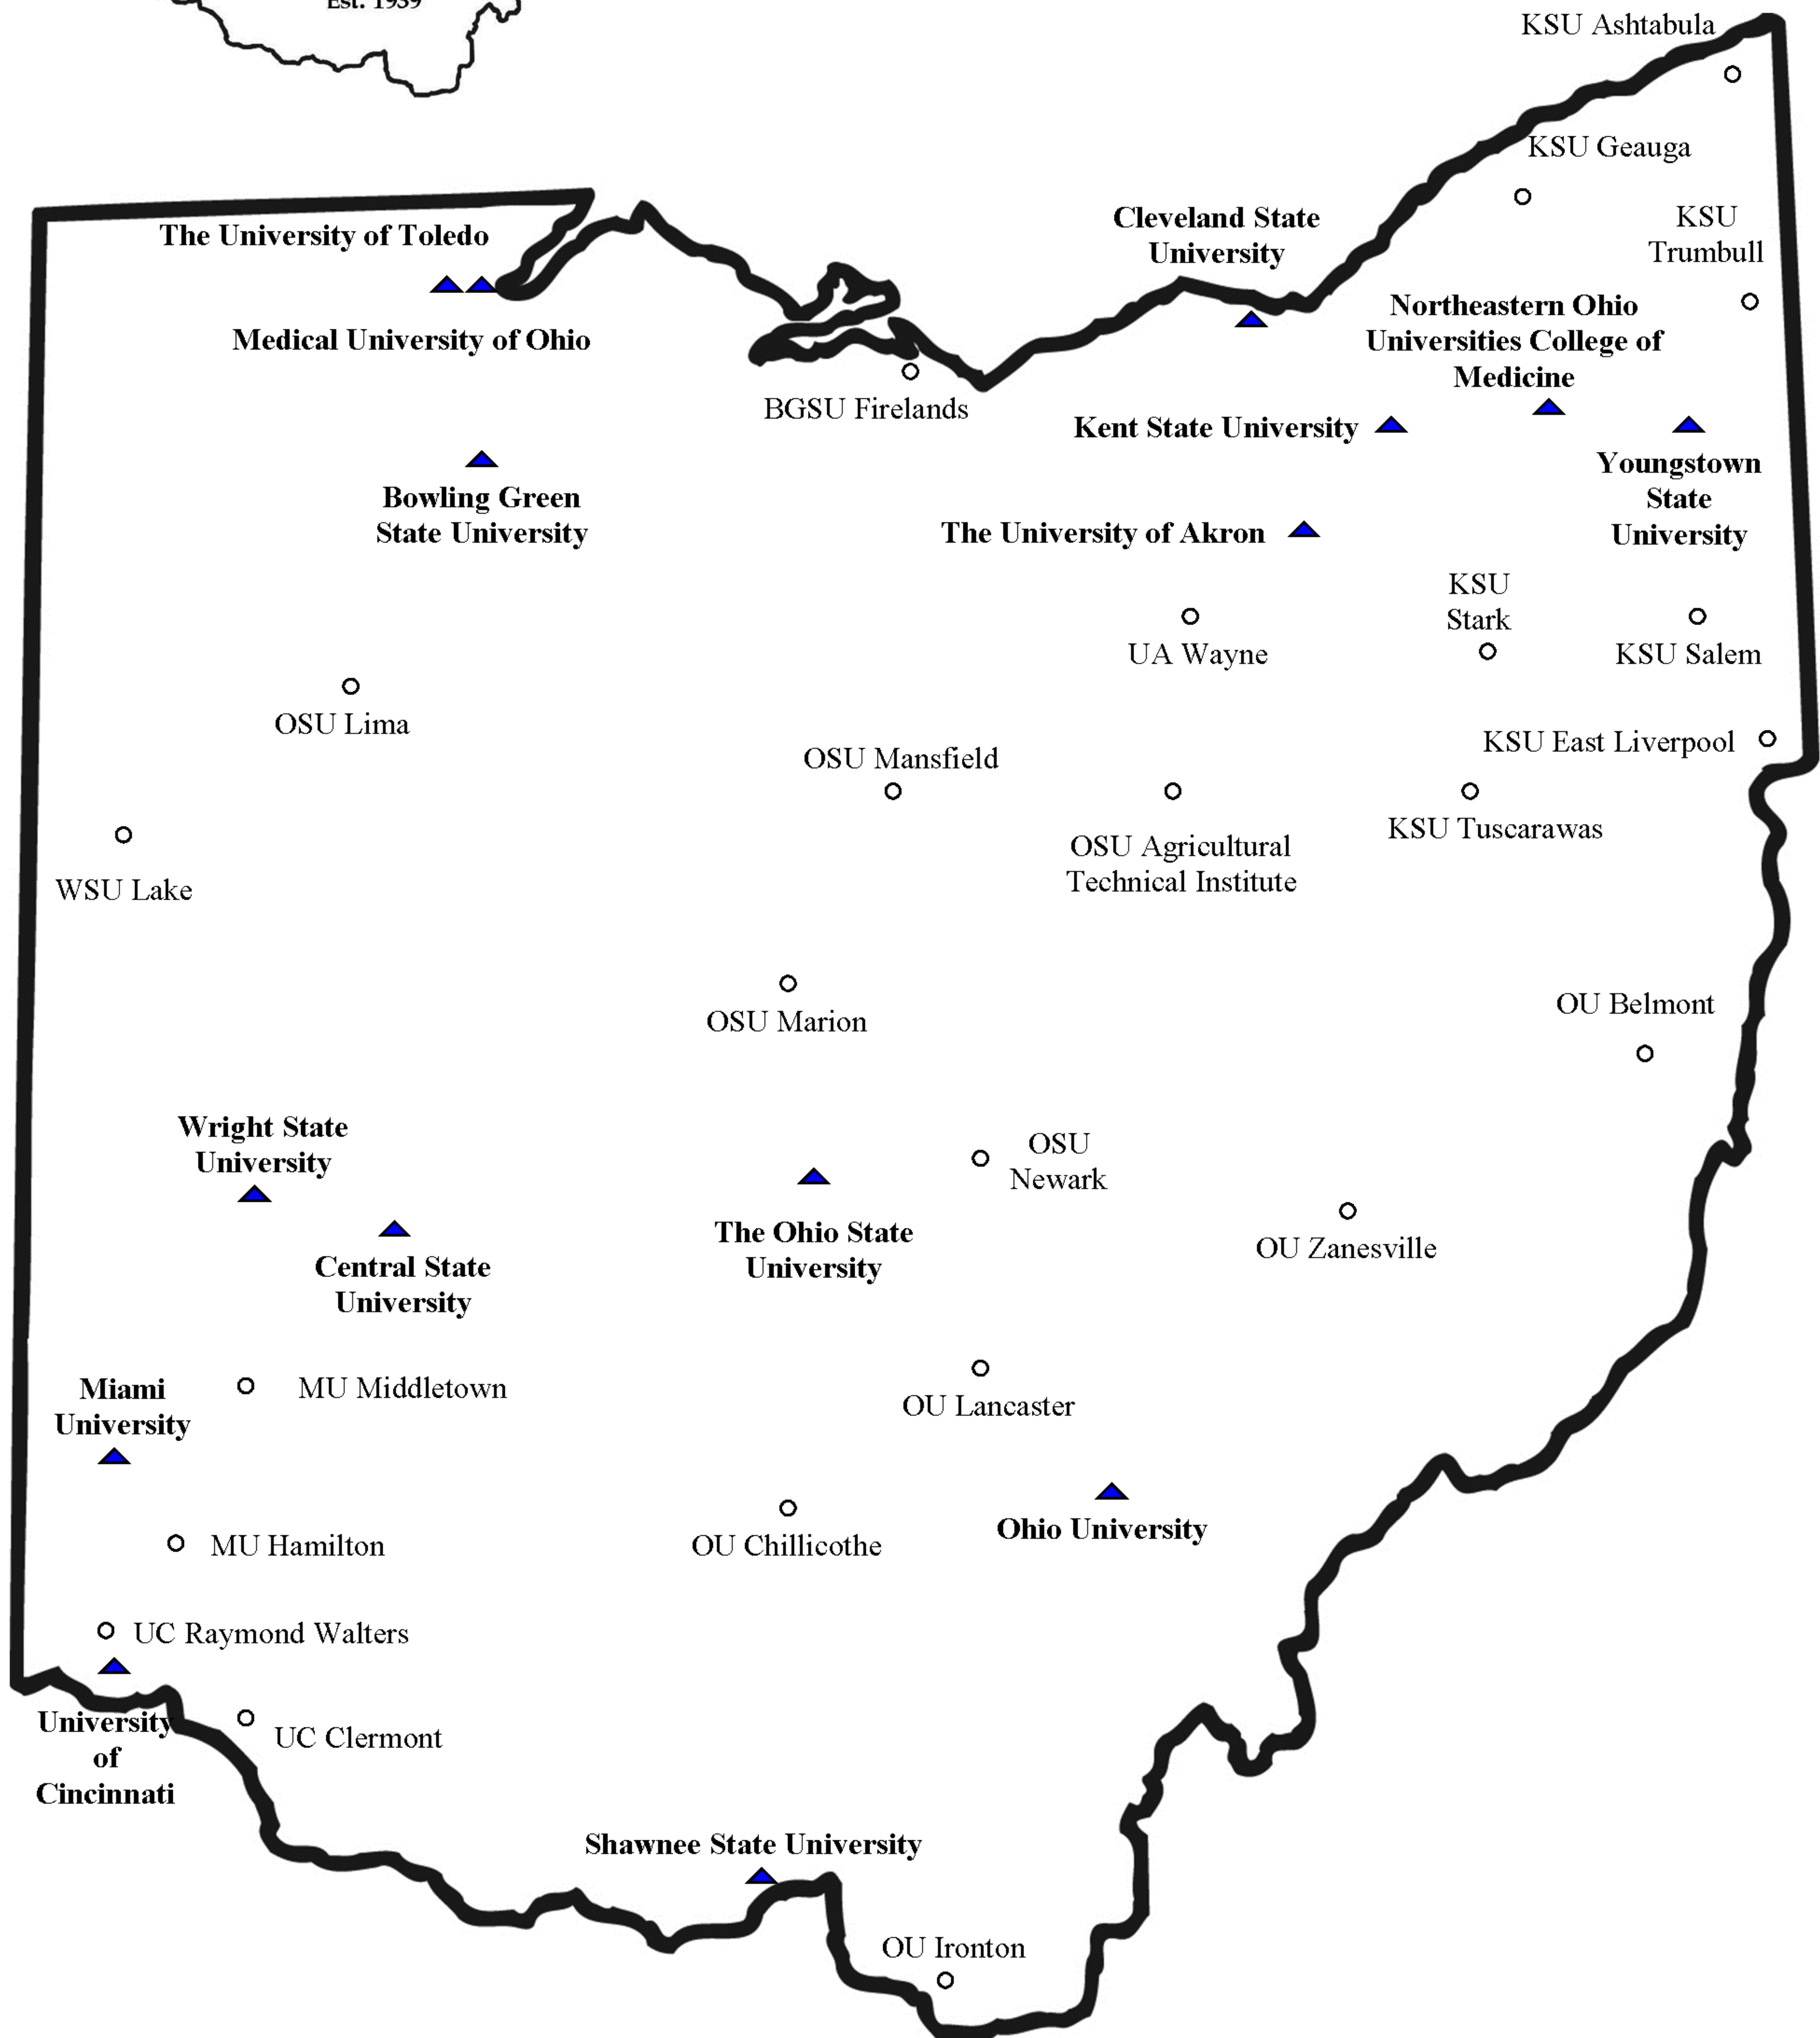 Est. 1939
KSU Ashtabula
KSU Geauga
Cleveland State
University
KSU
Trumbull
The University of Toledo
Medical University of Ohio
Northeastern Ohio
Universities College of
Medicine
BGSU Firelands
Kent State University
Youngstown
State
University
Bowling Green
State University
The University of Akron
KSU
Stark
UA Wayne
KSU Salem
OSU Lima
KSU East Liverpool
OSU Mansfield
KSU Tuscarawas
OSU Agricultural
Technical Institute
WSU Lake
OSU Marion
OU Belmont
Wright State
University
OSU
Newark
The Ohio State
University
OU Zanesville
Central State
University
MU Middletown
Miami
University
OU Lancaster
Ohio University
OU Chillicothe
MU Hamilton
UC Raymond Walters
University
of
Cincinnati
UC Clermont
Shawnee State University
OU Ironton